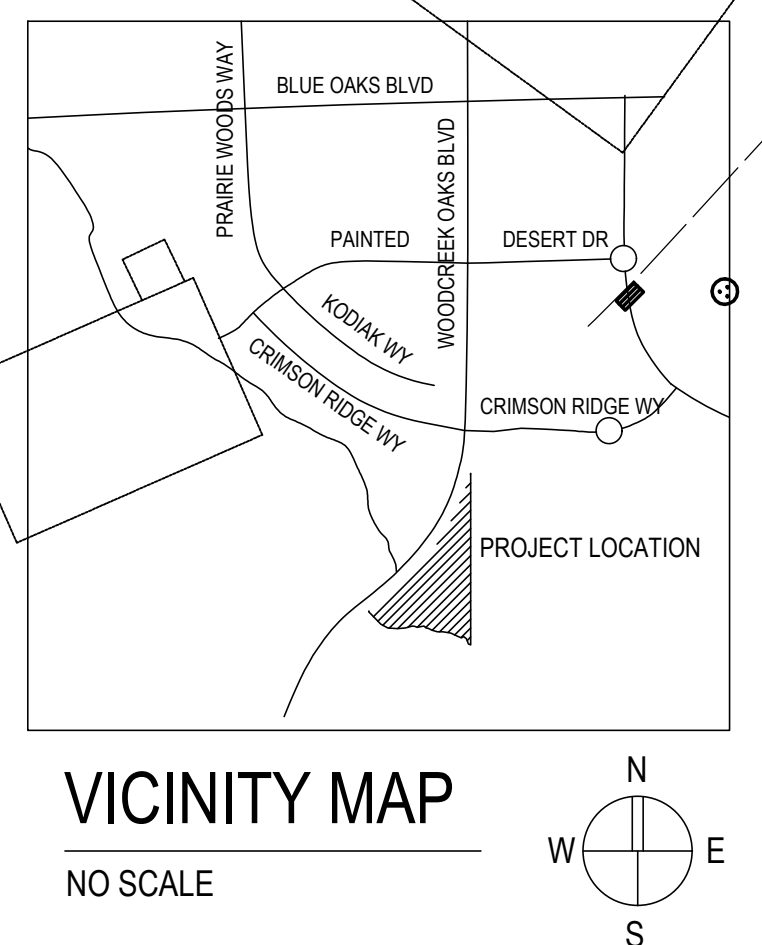 PRAIRIE WOODS WAY
BLUE OAKS BLVD
WOODCREEK OAKS BLVD
PAINTED DESERT DR
KODIAK WY
CRIMSON RIDGE WY
CRIMSON RIDGE WY
PROJECT LOCATION
VICINITY MAP
NO SCALE
N
W E
S